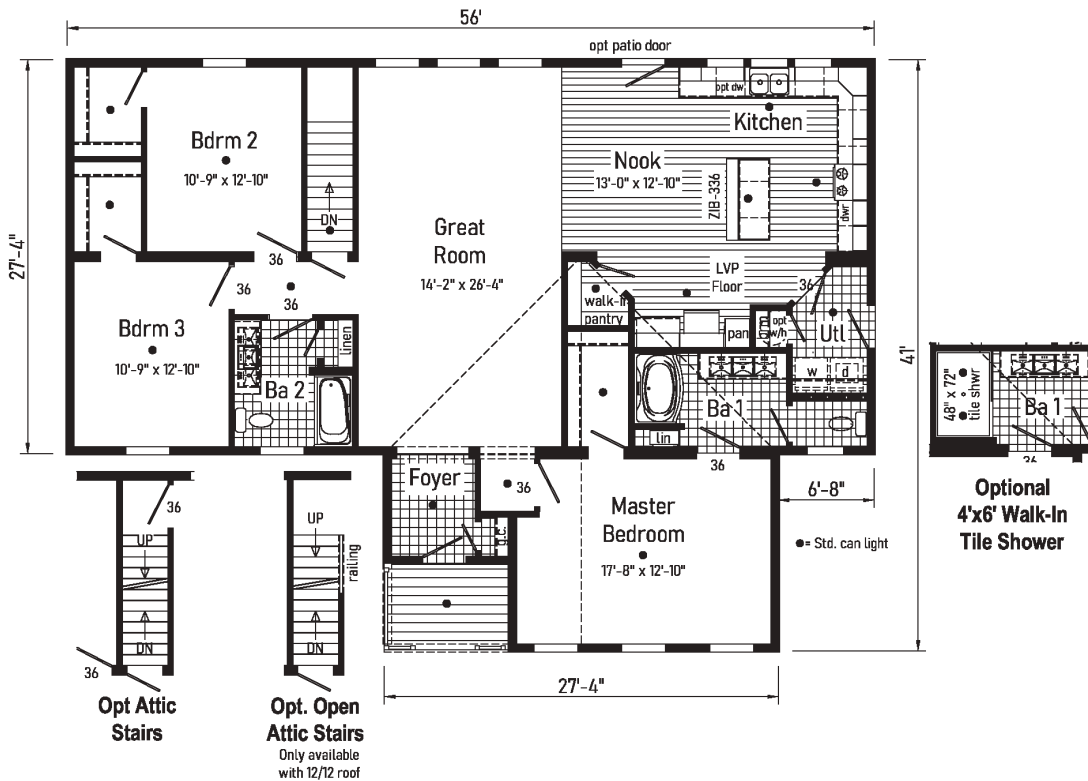 56'
opt patio door
27'-4"
41'
Bdrm 2
10'-9" x 12'-10"
DN
Great
Room
14'-2" x 26'-4"
Nook
13'-0" x 12'-10"
opt dw
Kitchen
ZIB-336
dwr
LVP
Floor
36
36
36
36
walk-in
pantry
pan
opt
w/h
Utl
w
d
Bdrm 3
10'-9" x 12'-10"
linen
Ba 2
Ba 1
lin
36
6'-8"
Foyer
36
g.c.
Master
Bedroom
17'-8" x 12'-10"
● = Std. can light
27'-4"
48" x 72"
tile shwr
Ba 1
36
Optional
4'x6' Walk-In
Tile Shower
36
UP
DN
36
Opt Attic
Stairs
UP
railing
DN
Opt. Open
Attic Stairs
Only available
with 12/12 roof